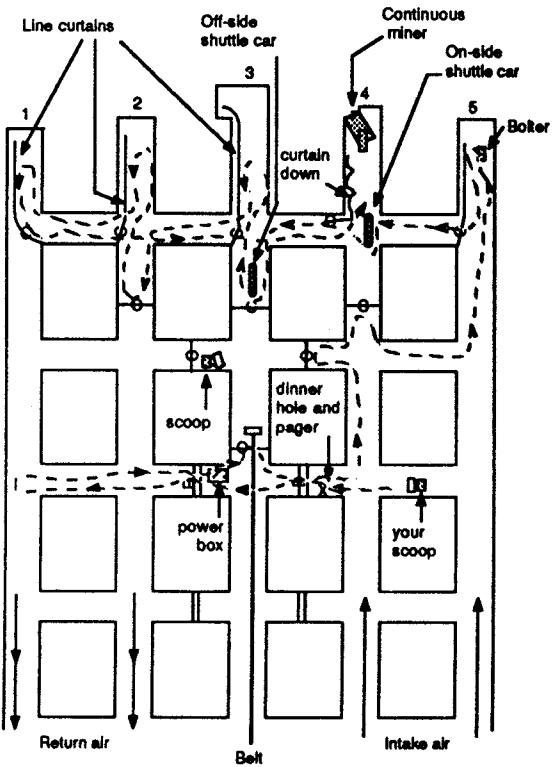 Line curtains
Off-side
shuttle car
Continuous
miner
On-side
shuttle car
1
2
3
4
5
Bolter
curtain
down
scoop
dinner
hole and
pager
power
box
your
scoop
Return air
Belt
Intake air